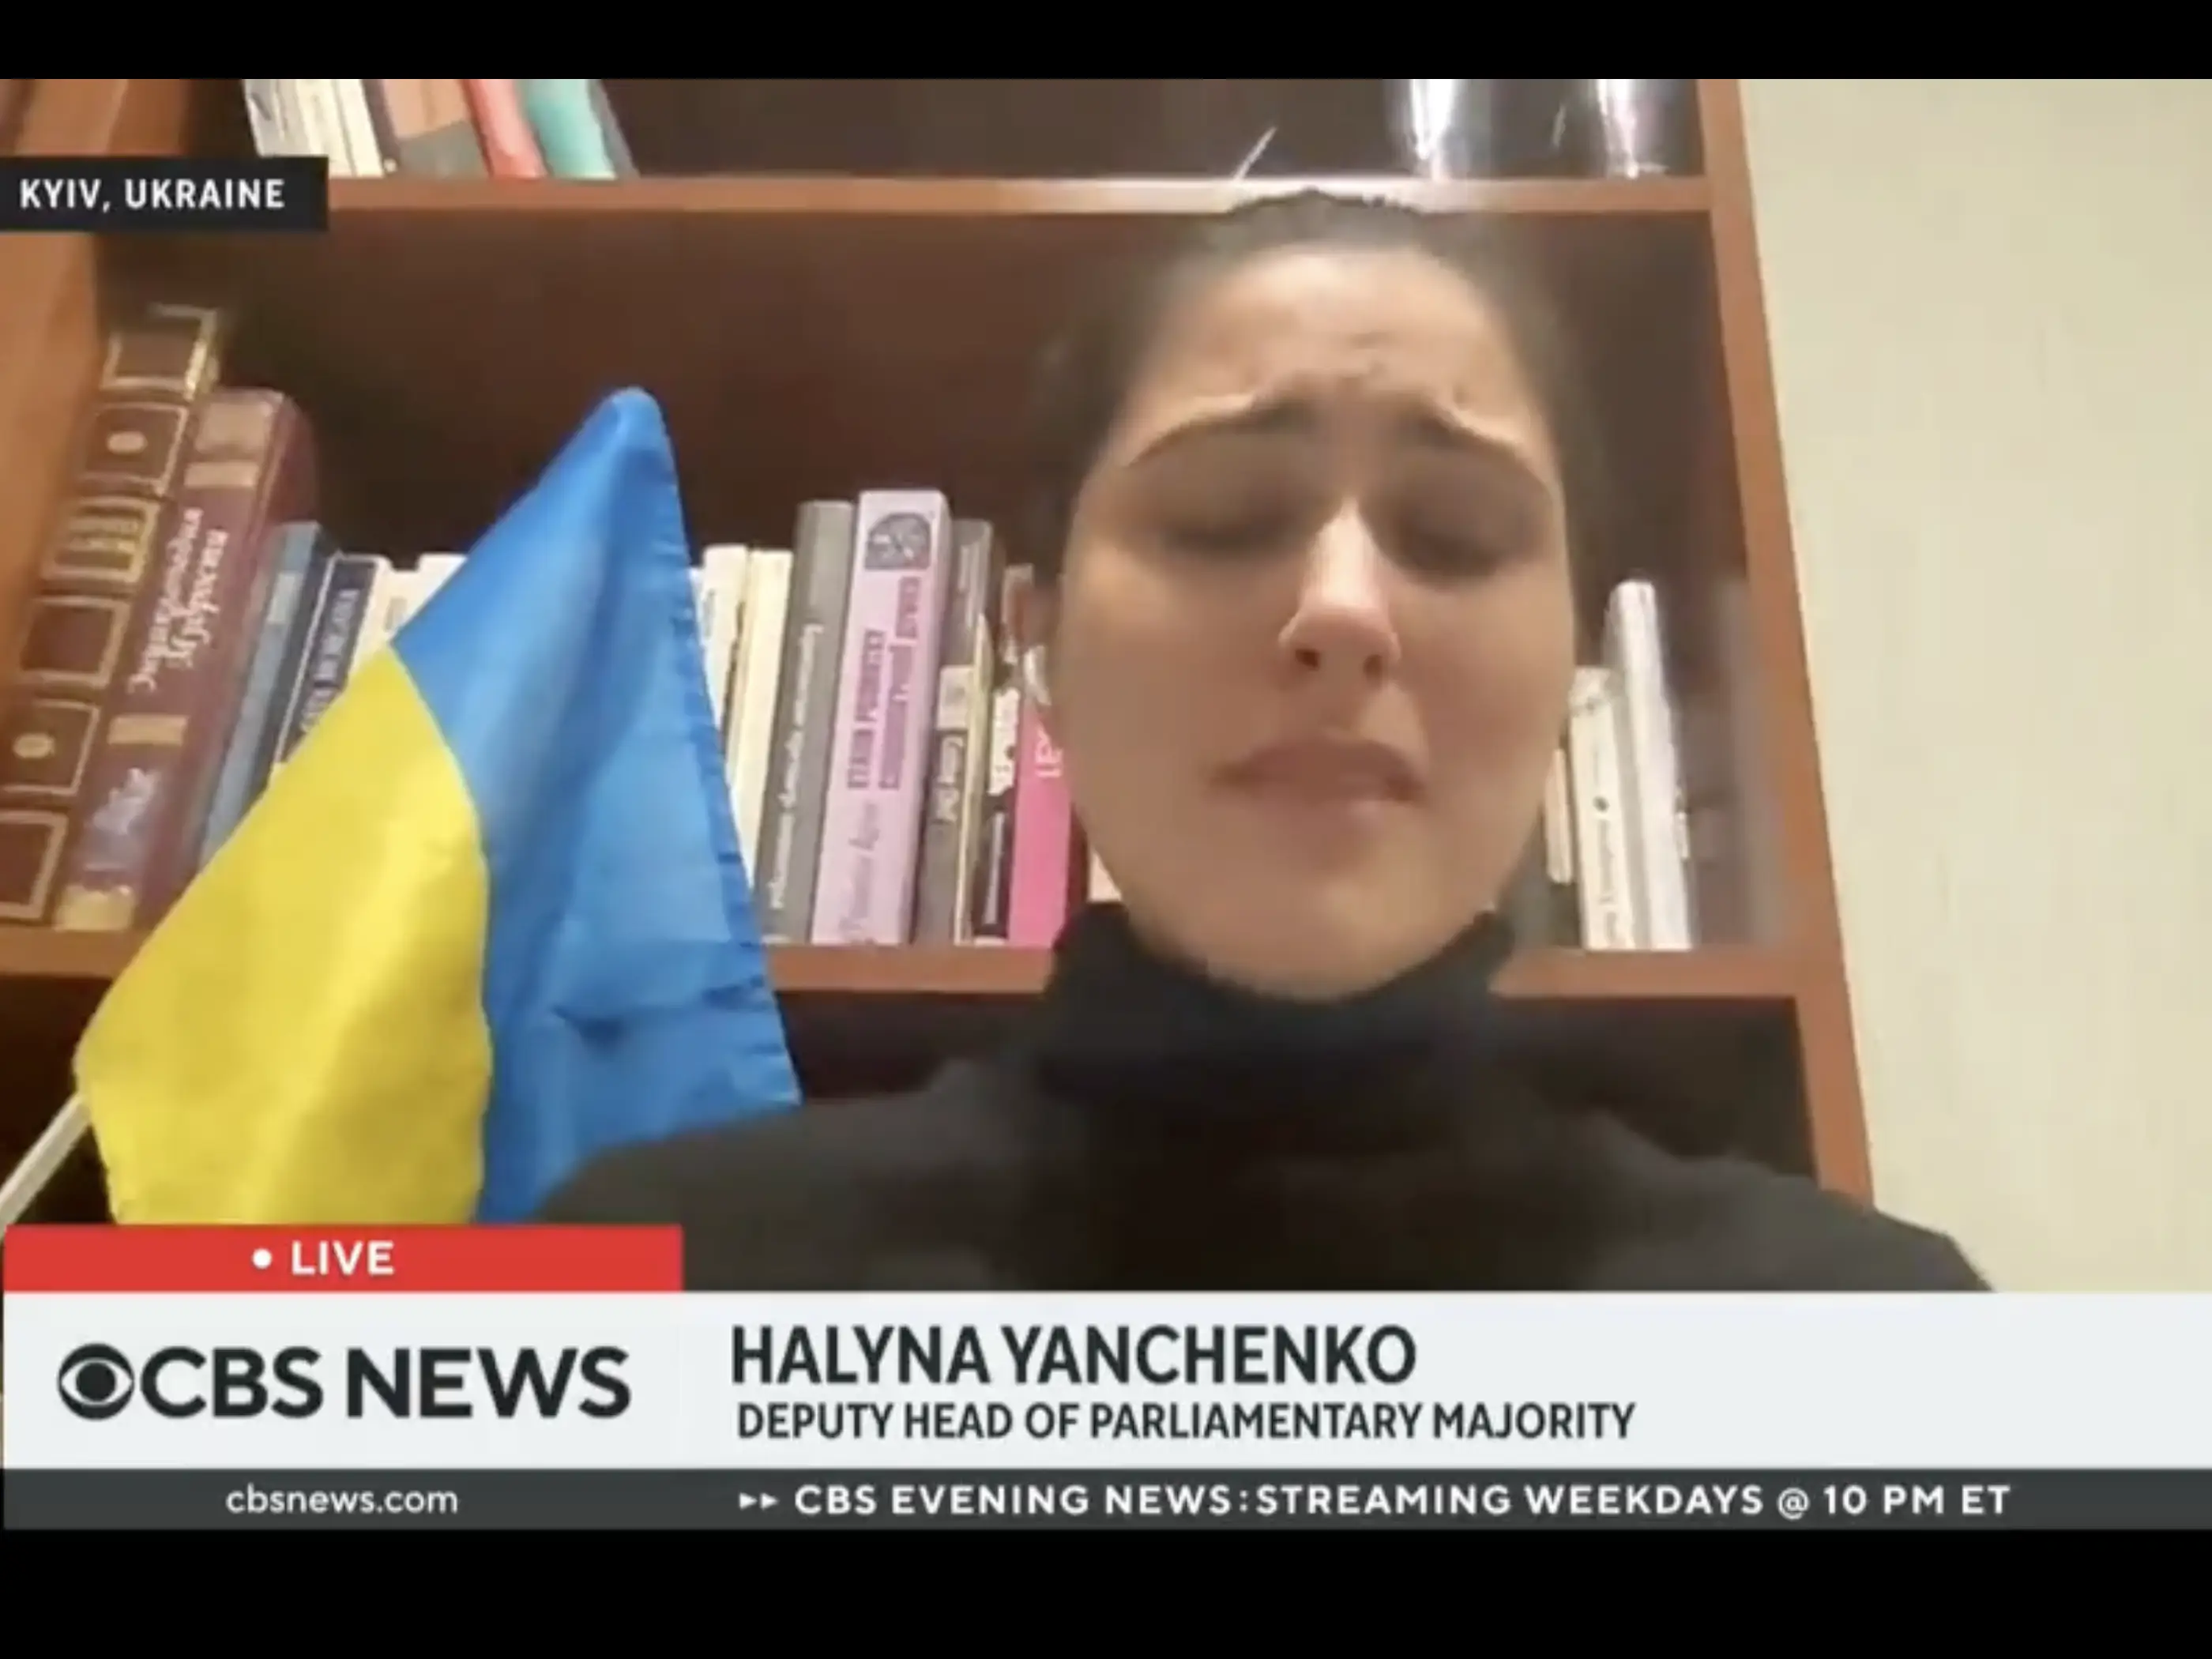 KYIV, UKRAINE
LIVE
CBS NEWS
HALYNA YANCHENKO
DEPUTY HEAD OF PARLIAMENTARY MAJORITY
cbsnews.com
CBS EVENING NEWS:STREAMING WEEKDAYS @ 10 PM ET